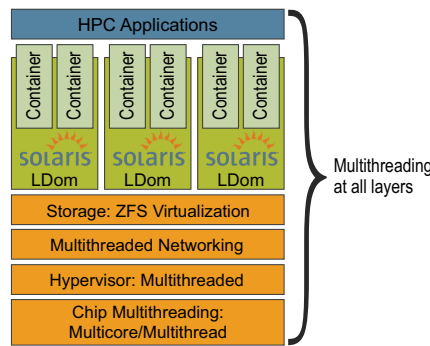 HPC Applications
Container
Container
Container
Container
Container
Container
solaris
solaris
solaris
LDom
LDom
LDom
Storage: ZFS Virtualization
Multithreaded Networking
Hypervisor: Multithreaded
Chip Multithreading:
Multicore/Multithread
Multithreading
at all layers